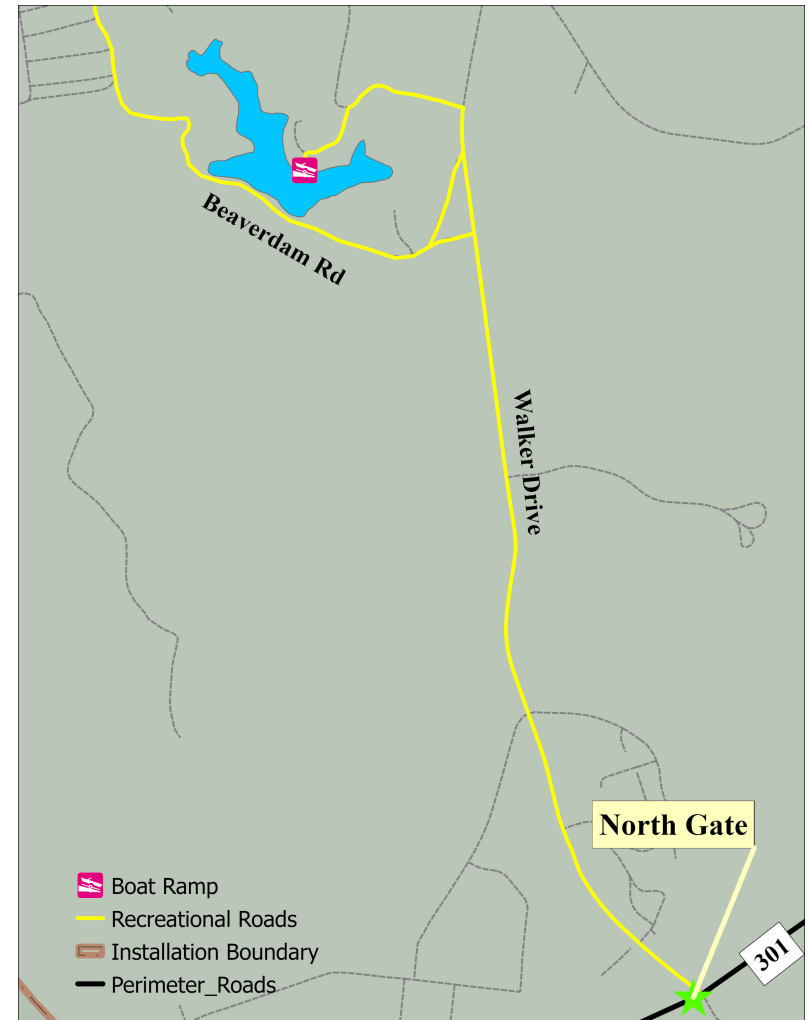 Beaverdam Rd
Walker Drive
North Gate
301
Boat Ramp
Recreational Roads
Installation Boundary
Perimeter_Roads